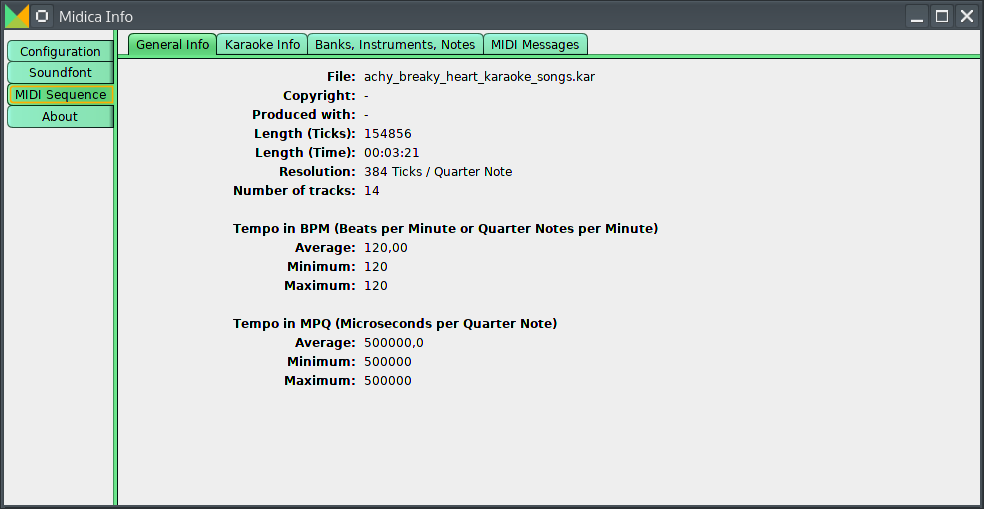 Midica Info
Configuration
Soundfont
MIDI Sequence
About
General Info Karaoke Info Banks, Instruments, Notes MIDI Messages
File: achy_breaky_heart_karaoke_songs.kar
Copyright: -
Produced with: -
Length (Ticks): 154856
Length (Time): 00:03:21
Resolution: 384 Ticks / Quarter Note
Number of tracks: 14
Tempo in BPM (Beats per Minute or Quarter Notes per Minute)
Average: 120,00
Minimum: 120
Maximum: 120
Tempo in MPQ (Microseconds per Quarter Note)
Average: 500000,0
Minimum: 500000
Maximum: 500000